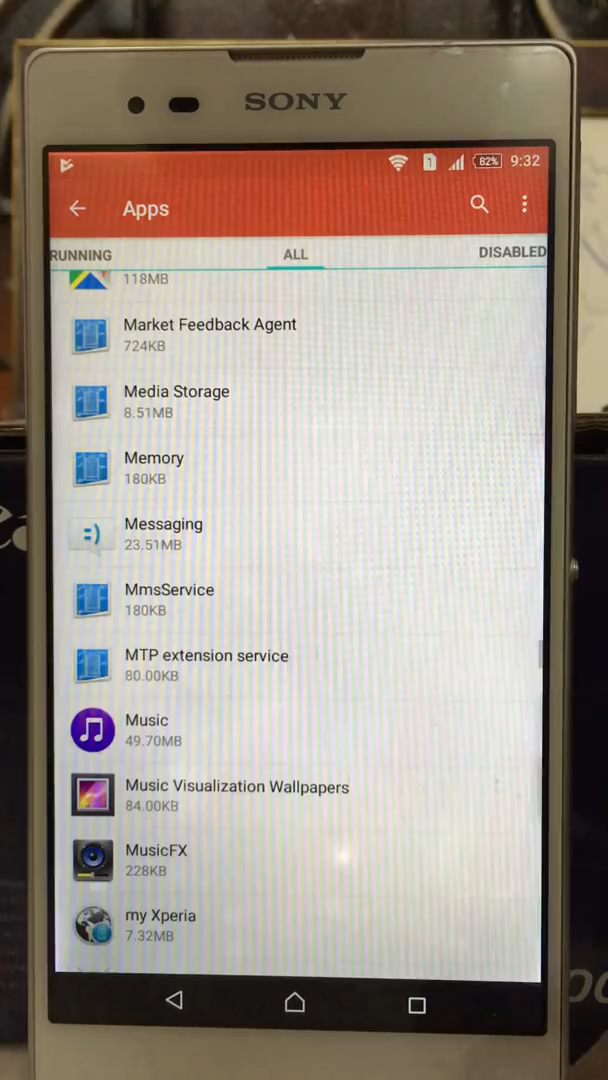 SONY
1
82%
9:32
Apps
RUNNING
ALL
DISABLED
118MB
Market Feedback Agent
724KB
Media Storage
8.51MB
Memory
180KB
Messaging
23.51MB
MmsService
180KB
MTP extension service
80.00KB
Music
49.70MB
Music Visualization Wallpapers
84.00KB
MusicFX
228KB
my Xperia
7.32MB